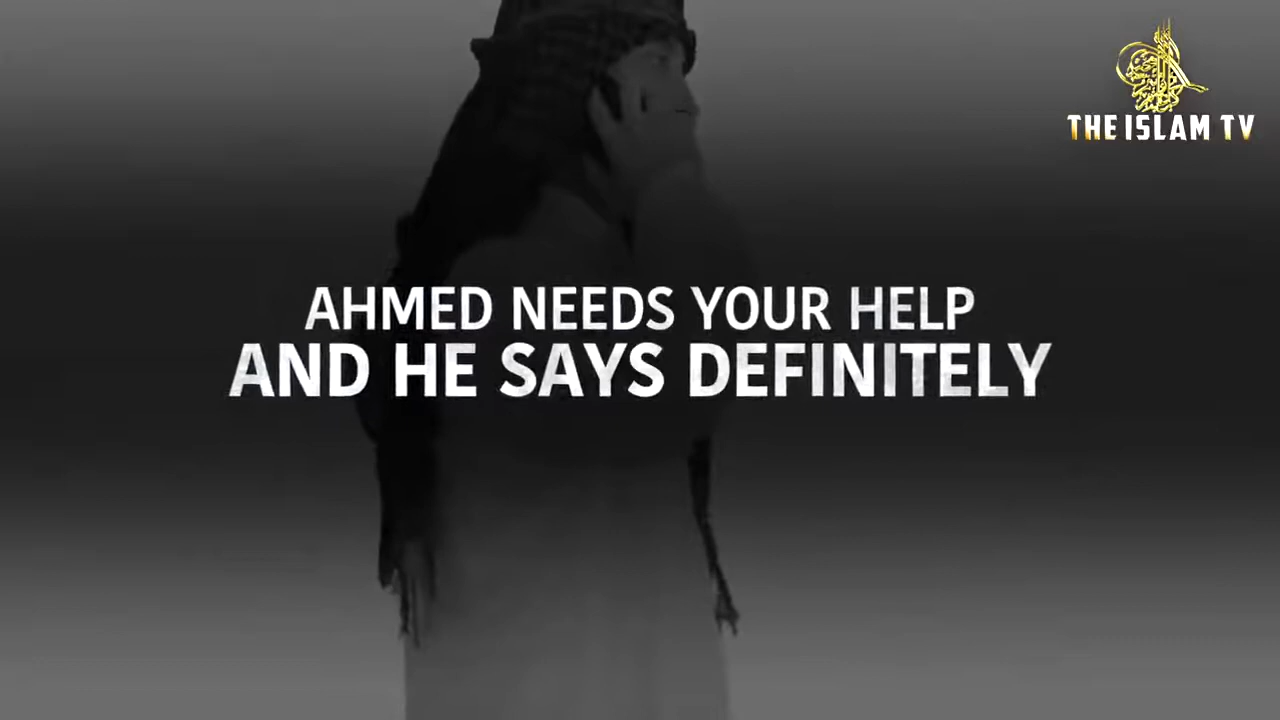 THE ISLAM TV
AHMED NEEDS YOUR HELP
AND HE SAYS DEFINITELY